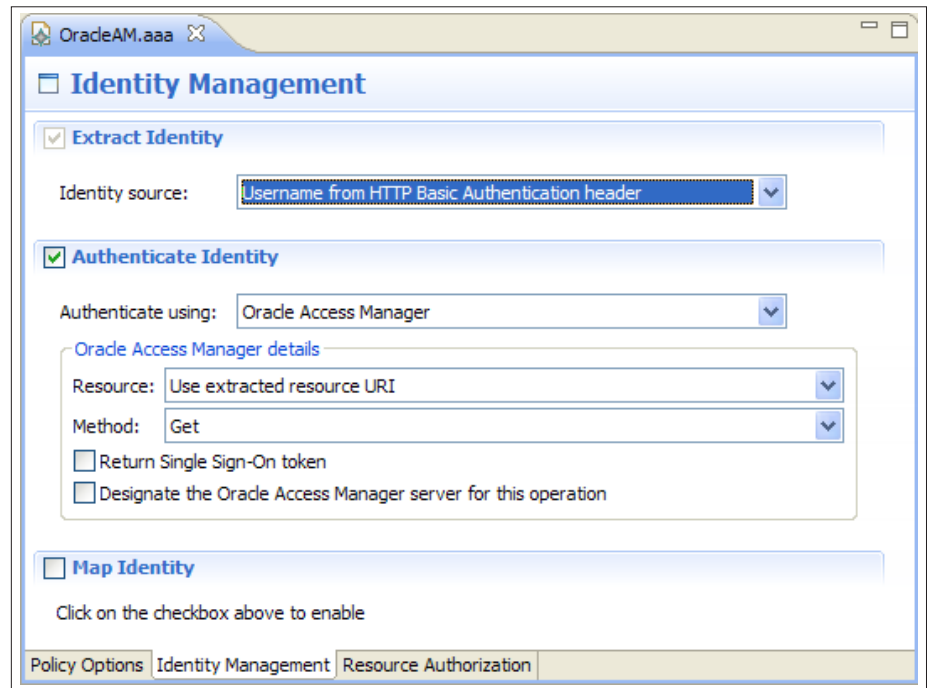 OracleAM.aaa
Identity Management
Extract Identity
Identity source: Username from HTTP Basic Authentication header
Authenticate Identity
Authenticate using: Oracle Access Manager
Oracle Access Manager details
Resource: Use extracted resource URI
Method: Get
Return Single Sign-On token
Designate the Oracle Access Manager server for this operation
Map Identity
Click on the checkbox above to enable
Policy Options Identity Management Resource Authorization